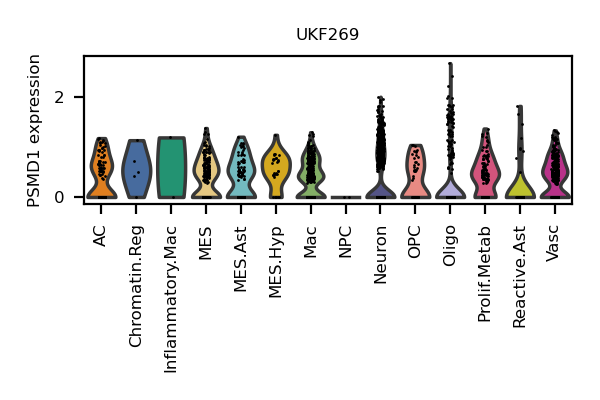 UKF269
PSMD1 expression
2
0
AC
Chromatin.Reg
Inflammatory.Mac
MES
MES.Ast
MES.Hyp
Mac
NPC
Neuron
OPC
Oligo
Prolif.Metab
Reactive.Ast
Vasc